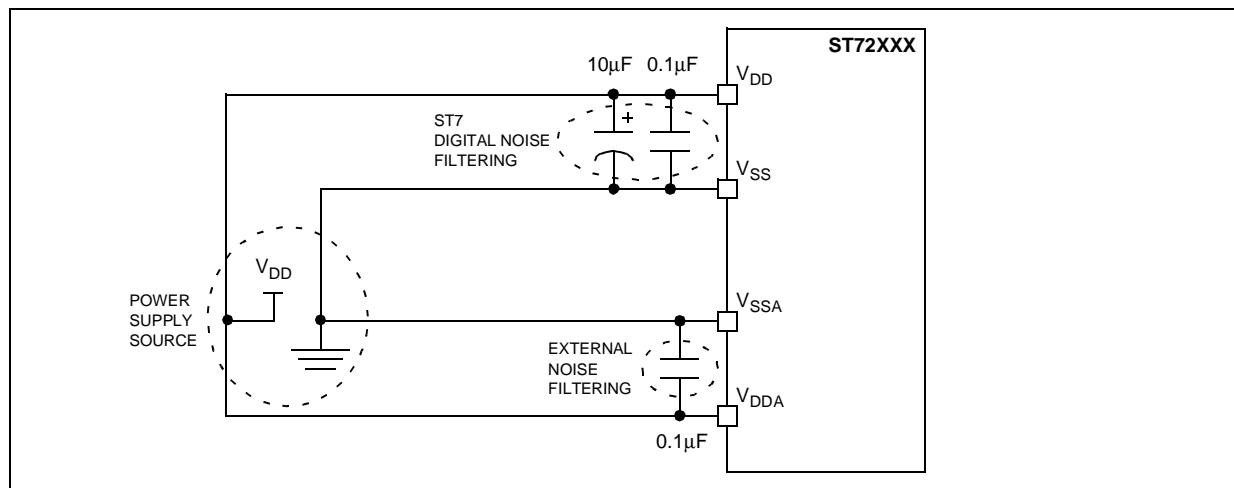 ST72XXX
10μF 0.1μF
VDD
ST7
DIGITAL NOISE
FILTERING
+
VSS
VDD
POWER
SUPPLY
SOURCE
VSSA
EXTERNAL
NOISE
FILTERING
VDDA
0.1μF